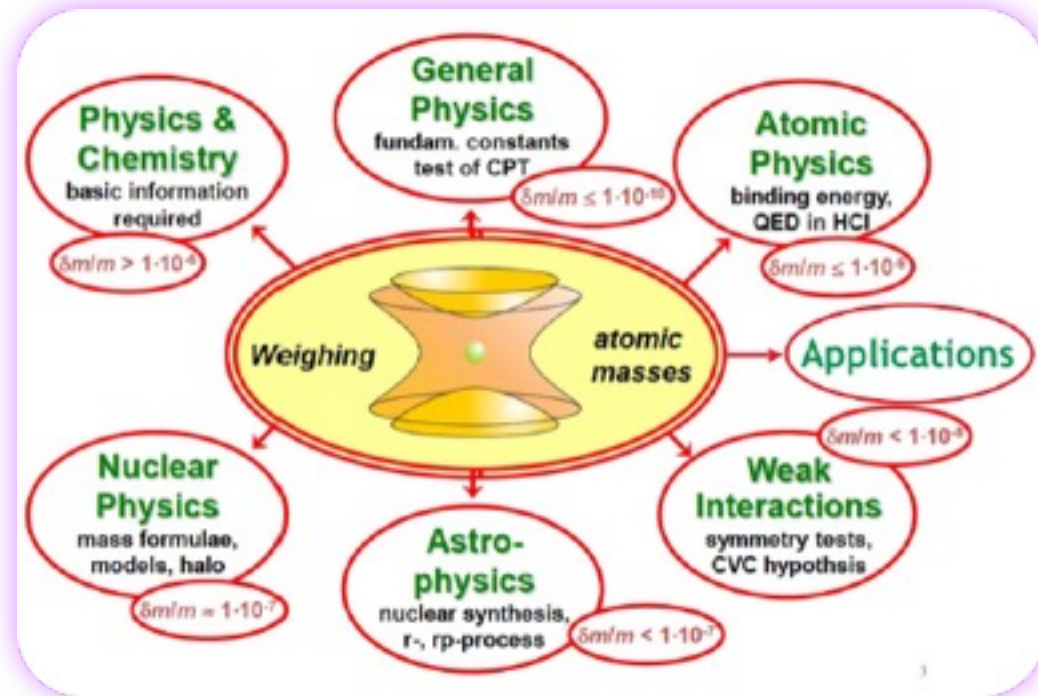 General
Physics
fundam. constants
test of CPT
δm/m ≤ 1·10-10
Physics &
Chemistry
basic information
required
δm/m > 1·10-6
Atomic
Physics
binding energy,
QED in HCI
δm/m ≤ 1·10-9
Weighing
atomic
masses
Applications
Nuclear
Physics
mass formulae,
models, halo
δm/m ≈ 1·10-7
Astro-
physics
nuclear synthesis,
r-, rp-process
δm/m < 1·10-7
δm/m < 1·10-8
Weak
Interactions
symmetry tests,
CVC hypothsis
3